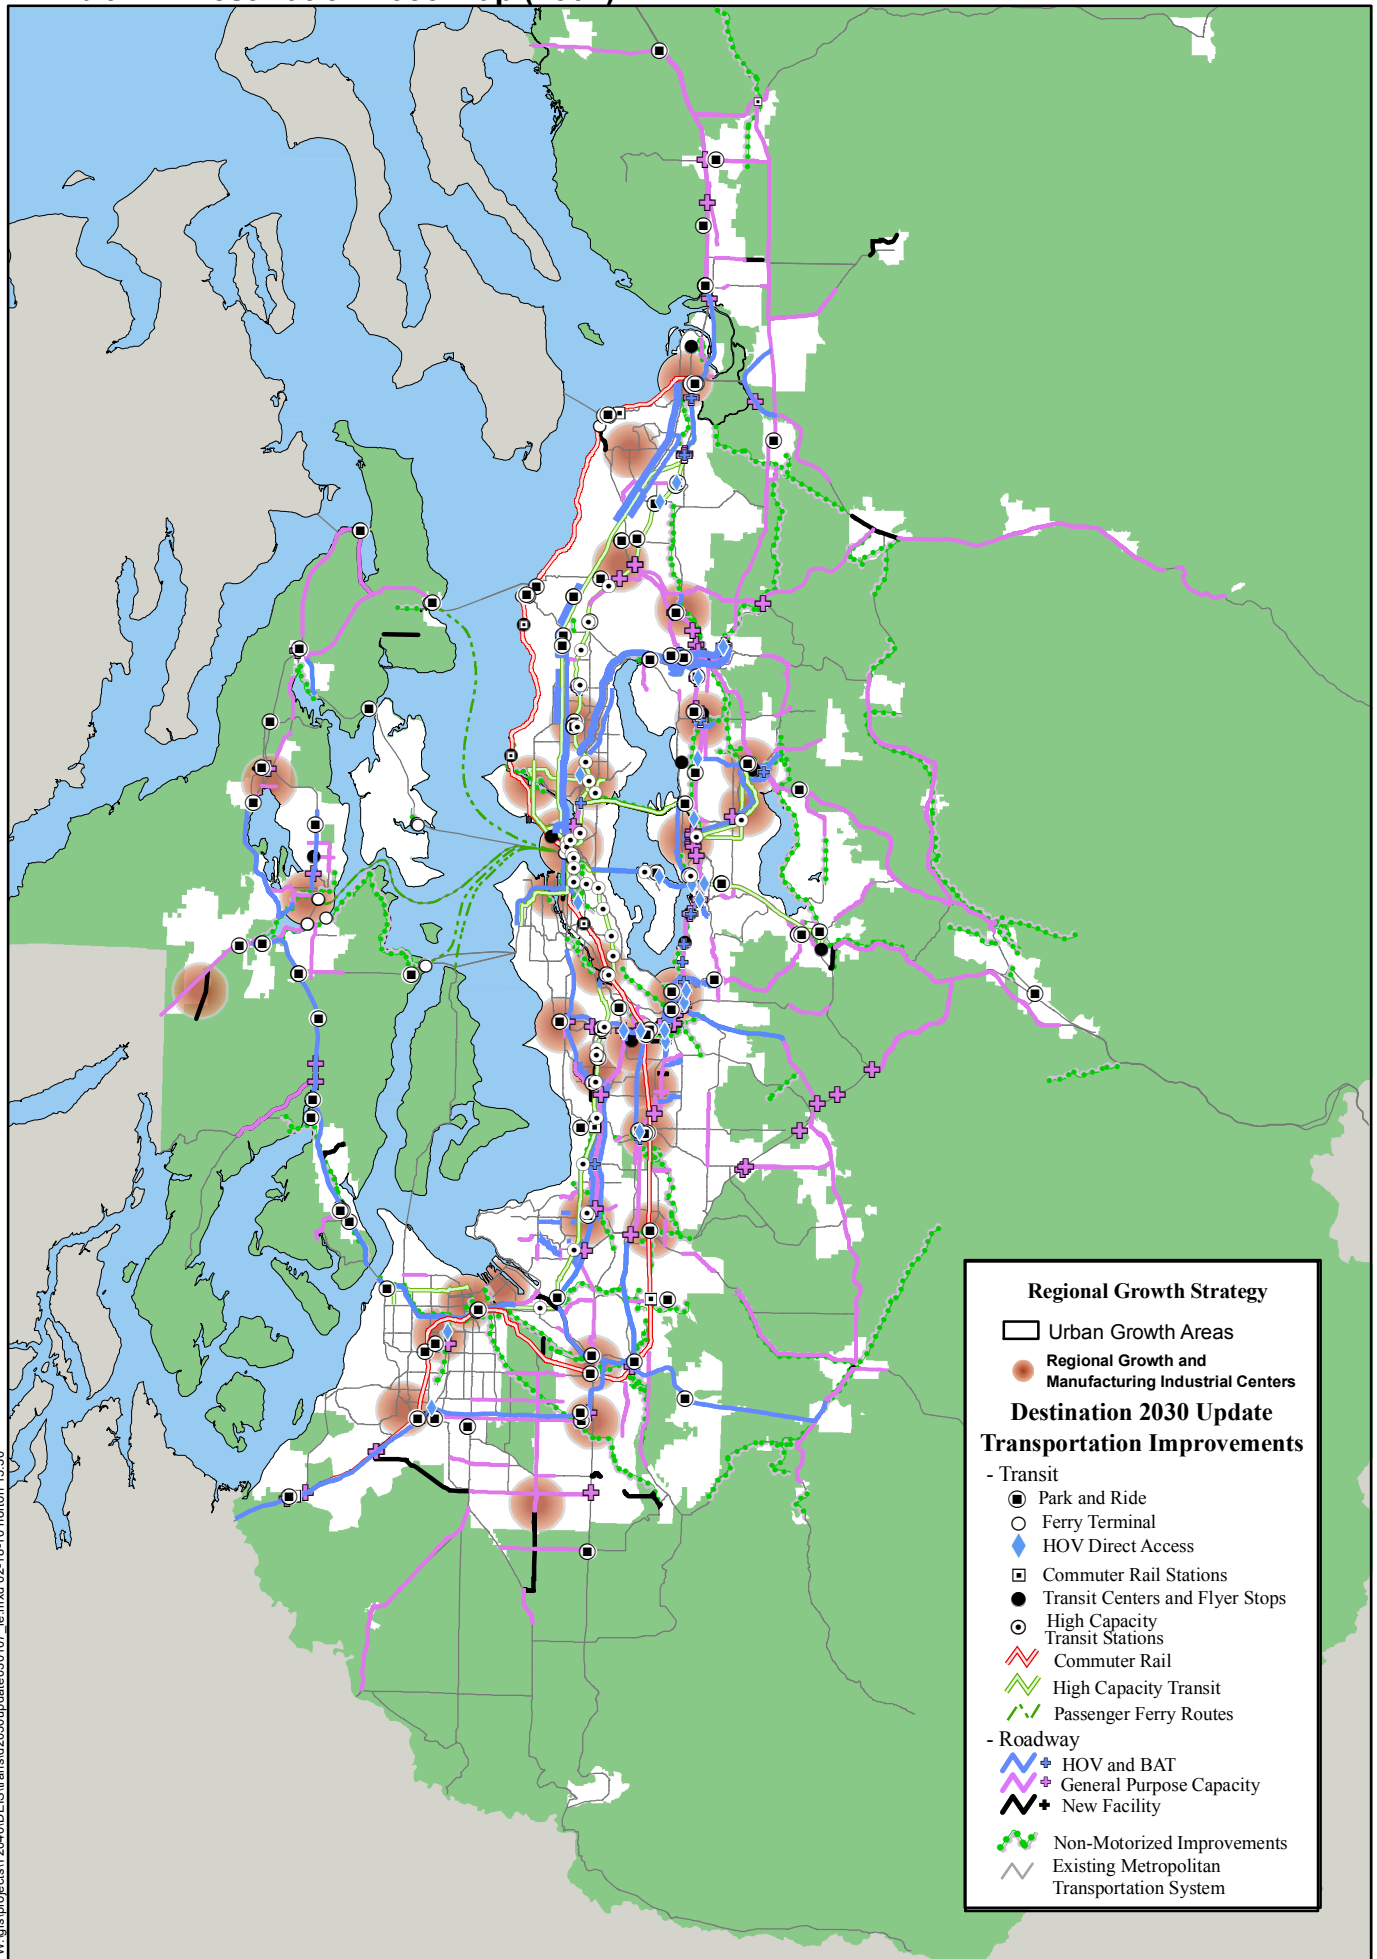 Regional Growth Strategy
Urban Growth Areas
Regional Growth and
Manufacturing Industrial Centers
Destination 2030 Update
Transportation Improvements
- Transit
Park and Ride
Ferry Terminal
HOV Direct Access
Commuter Rail Stations
Transit Centers and Flyer Stops
High Capacity
Transit Stations
Commuter Rail
High Capacity Transit
Passenger Ferry Routes
- Roadway
HOV and BAT
General Purpose Capacity
New Facility
Non-Motorized Improvements
Existing Metropolitan
Transportation System